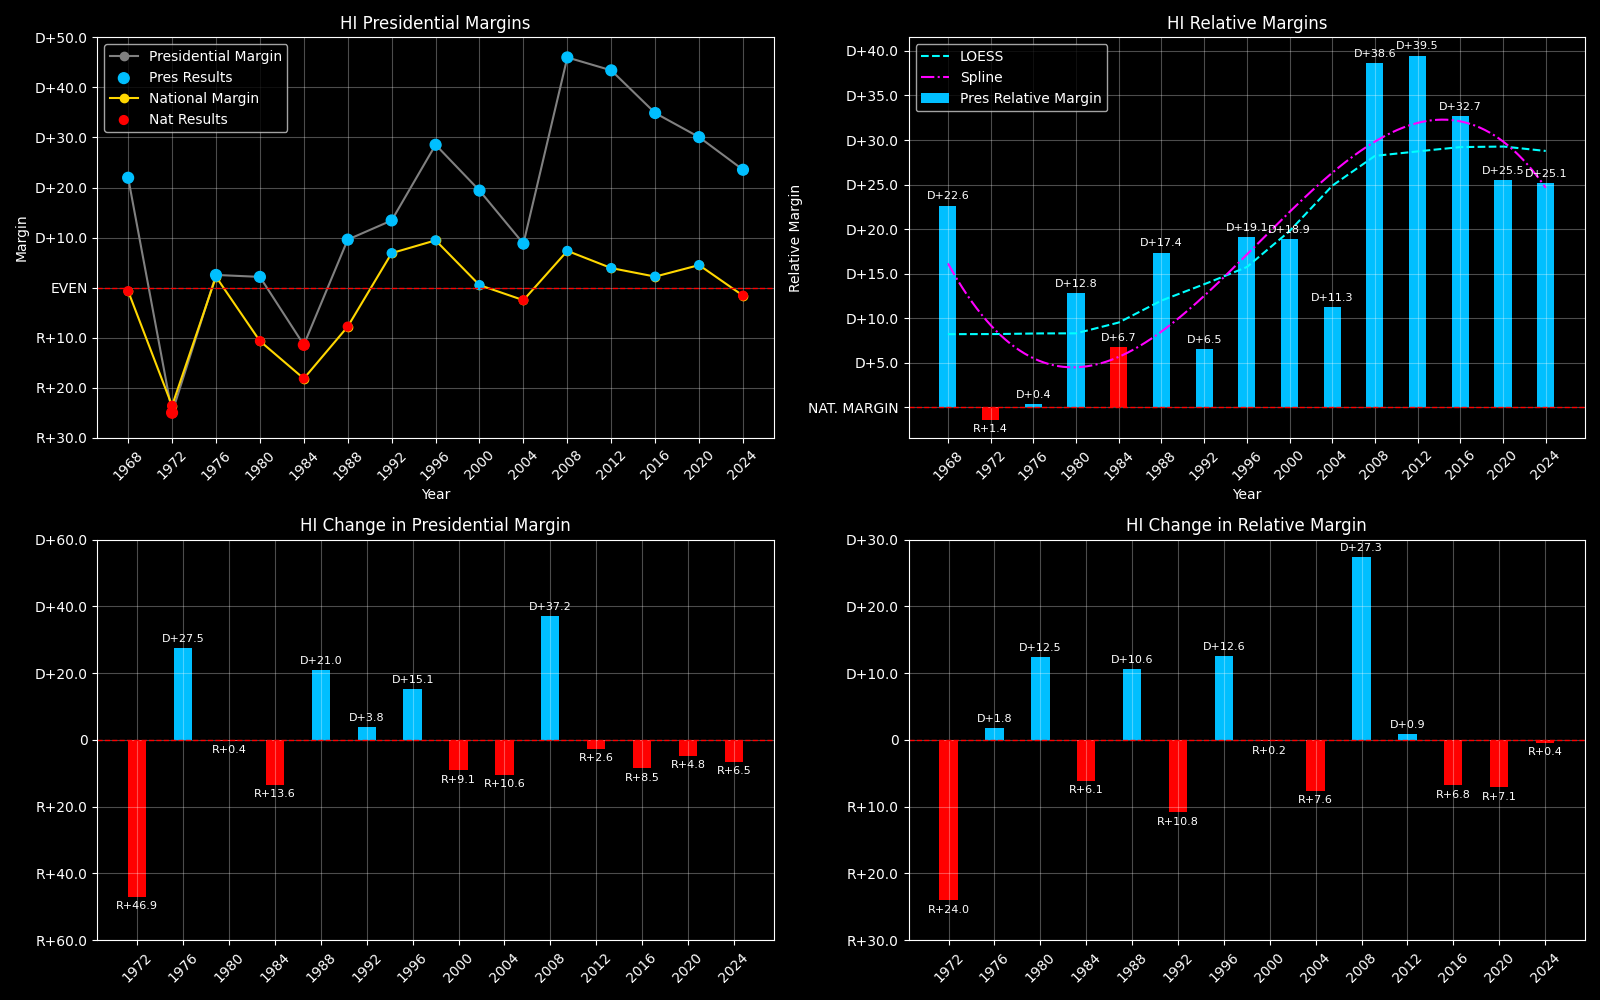 HI Presidential Margins
D+50.0
D+40.0
D+30.0
D+20.0
D+10.0
EVEN
R+10.0
R+20.0
R+30.0
Margin
Presidential Margin
Pres Results
National Margin
Nat Results
1968 1972 1976 1980 1984 1988 1992 1996 2000 2004 2008 2012 2016 2020 2024
Year
HI Relative Margins
D+40.0
D+35.0
D+30.0
D+25.0
D+20.0
D+15.0
D+10.0
D+5.0
NAT. MARGIN
Relative Margin
LOESS
Spline
Pres Relative Margin
D+22.6
R+1.4
D+0.4
D+12.8
D+6.7
D+17.4
D+6.5
D+19.1
D+18.9
D+11.3
D+38.6
D+39.5
D+32.7
D+25.5
D+25.1
1968 1972 1976 1980 1984 1988 1992 1996 2000 2004 2008 2012 2016 2020 2024
Year
HI Change in Presidential Margin
D+60.0
D+40.0
D+20.0
0
R+20.0
R+40.0
R+60.0
R+46.9
D+27.5
R+0.4
R+13.6
D+21.0
D+3.8
D+15.1
R+9.1
R+10.6
D+37.2
R+2.6
R+8.5
R+4.8
R+6.5
1972 1976 1980 1984 1988 1992 1996 2000 2004 2008 2012 2016 2020 2024
HI Change in Relative Margin
D+30.0
D+20.0
D+10.0
0
R+10.0
R+20.0
R+30.0
R+24.0
D+1.8
D+12.5
R+6.1
D+10.6
R+10.8
D+12.6
R+0.2
R+7.6
D+27.3
D+0.9
R+6.8
R+7.1
R+0.4
1972 1976 1980 1984 1988 1992 1996 2000 2004 2008 2012 2016 2020 2024